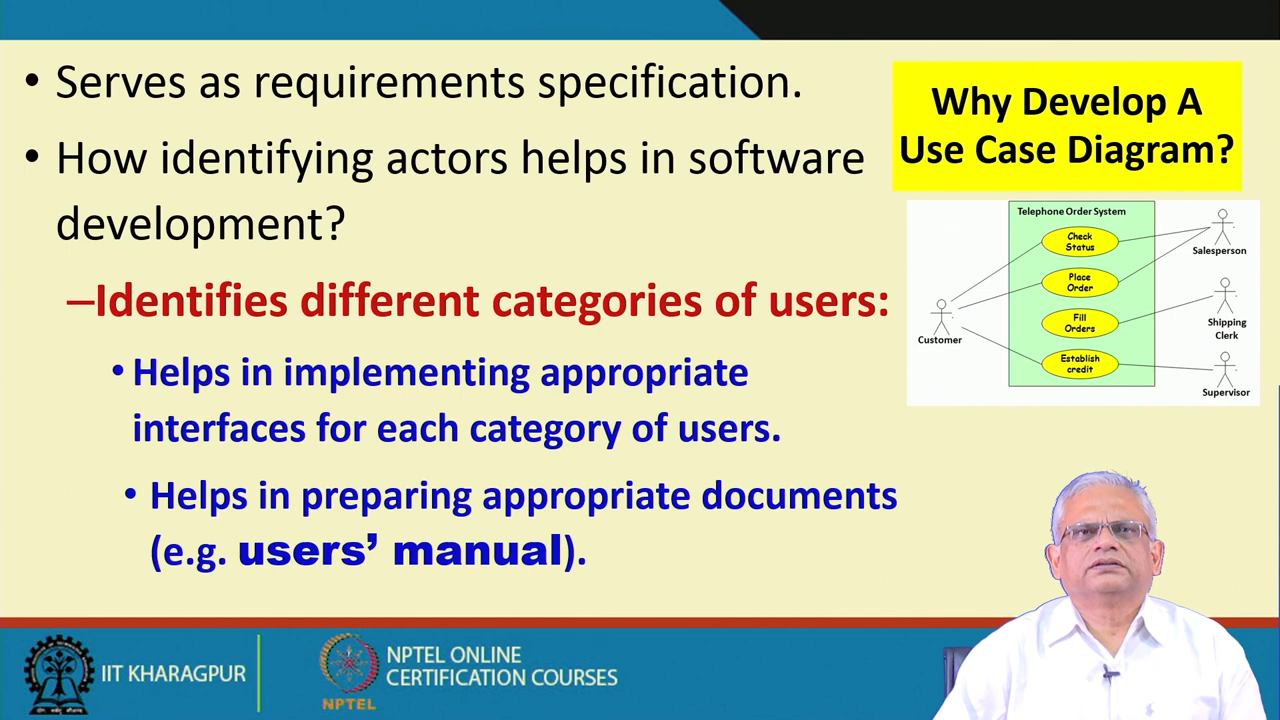 • Serves as requirements specification.
• How identifying actors helps in software
development?
–Identifies different categories of users:
• Helps in implementing appropriate
interfaces for each category of users.
• Helps in preparing appropriate documents
(e.g. users’ manual).
Why Develop A
Use Case Diagram?
Telephone Order System
Check
Status
Place
Order
Fill
Orders
Establish
credit
Customer
Salesperson
Shipping
Clerk
Supervisor
IIT KHARAGPUR
NPTEL
NPTEL ONLINE
CERTIFICATION COURSES